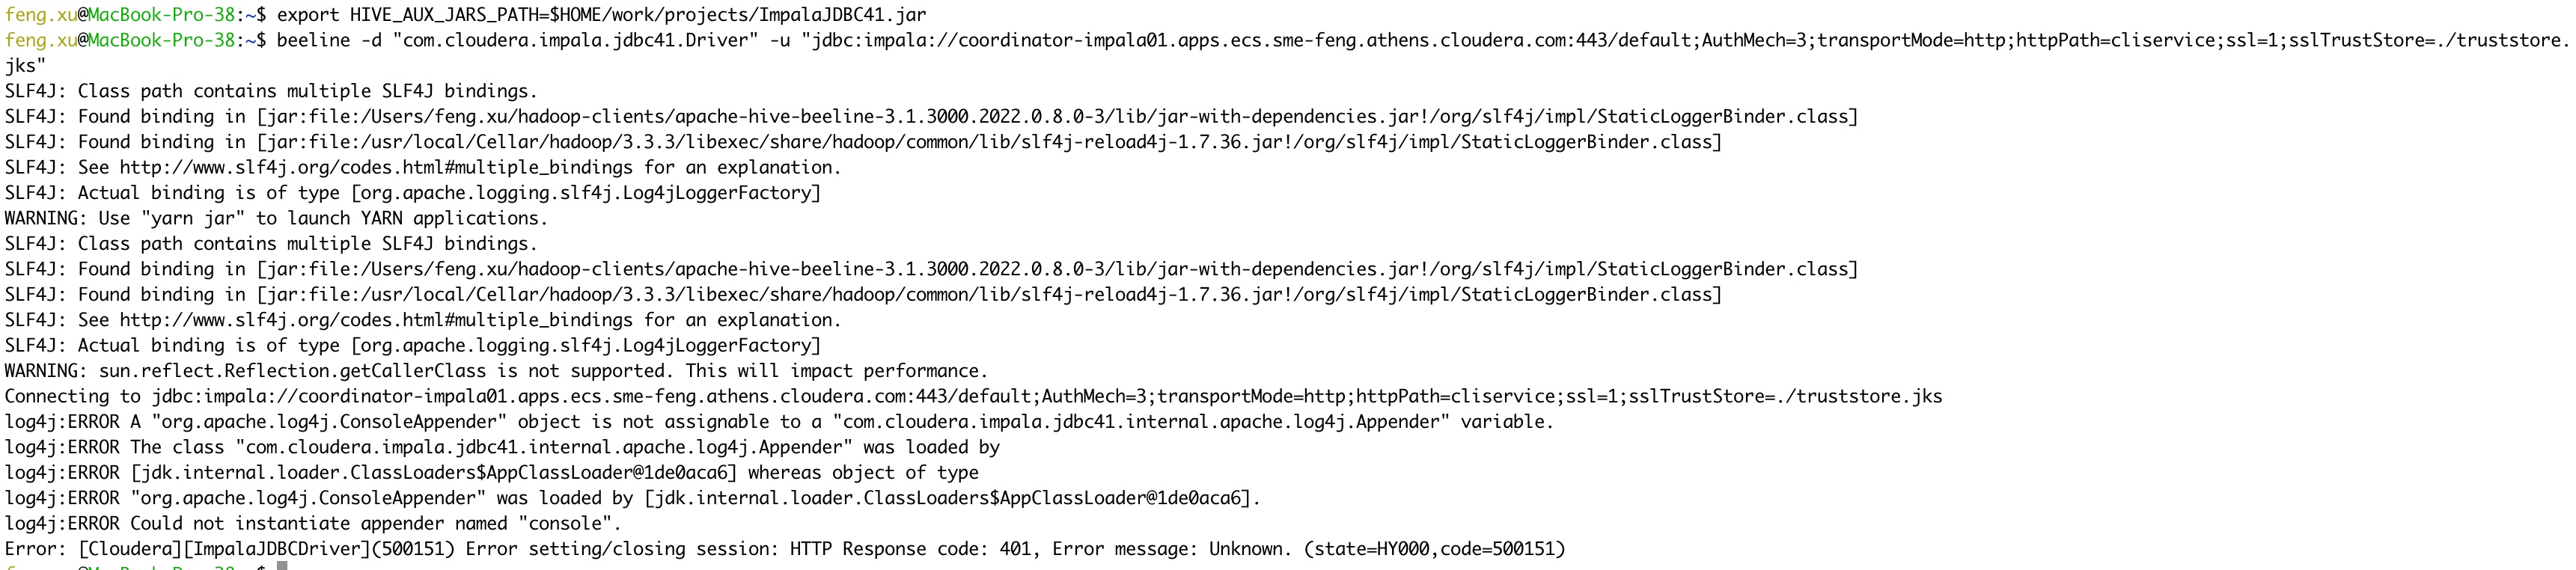 feng.xu@MacBook-Pro-38:~$ export HIVE_AUX_JARS_PATH=$HOME/work/projects/ImpalaJDBC41.jar
feng.xu@MacBook-Pro-38:~$ beeline -d "com.cloudera.impala.jdbc41.Driver" -u "jdbc:impala://coordinator-impala01.apps.ecs.sme-feng.athens.cloudera.com:443/default;AuthMech=3;transportMode=http;httpPath=cliservice;ssl=1;sslTrustStore=./truststore.
jks"
SLF4J: Class path contains multiple SLF4J bindings.
SLF4J: Found binding in [jar:file:/Users/feng.xu/hadoop-clients/apache-hive-beeline-3.1.3000.2022.0.8.0-3/lib/jar-with-dependencies.jar!/org/slf4j/impl/StaticLoggerBinder.class]
SLF4J: Found binding in [jar:file:/usr/local/Cellar/hadoop/3.3.3/libexec/share/hadoop/common/lib/slf4j-reload4j-1.7.36.jar!/org/slf4j/impl/StaticLoggerBinder.class]
SLF4J: See http://www.slf4j.org/codes.html#multiple_bindings for an explanation.
SLF4J: Actual binding is of type [org.apache.logging.slf4j.Log4jLoggerFactory]
WARNING: Use "yarn jar" to launch YARN applications.
SLF4J: Class path contains multiple SLF4J bindings.
SLF4J: Found binding in [jar:file:/Users/feng.xu/hadoop-clients/apache-hive-beeline-3.1.3000.2022.0.8.0-3/lib/jar-with-dependencies.jar!/org/slf4j/impl/StaticLoggerBinder.class]
SLF4J: Found binding in [jar:file:/usr/local/Cellar/hadoop/3.3.3/libexec/share/hadoop/common/lib/slf4j-reload4j-1.7.36.jar!/org/slf4j/impl/StaticLoggerBinder.class]
SLF4J: See http://www.slf4j.org/codes.html#multiple_bindings for an explanation.
SLF4J: Actual binding is of type [org.apache.logging.slf4j.Log4jLoggerFactory]
WARNING: sun.reflect.Reflection.getCallerClass is not supported. This will impact performance.
Connecting to jdbc:impala://coordinator-impala01.apps.ecs.sme-feng.athens.cloudera.com:443/default;AuthMech=3;transportMode=http;httpPath=cliservice;ssl=1;sslTrustStore=./truststore.jks
log4j:ERROR A "org.apache.log4j.ConsoleAppender" object is not assignable to a "com.cloudera.impala.jdbc41.internal.apache.log4j.Appender" variable.
log4j:ERROR The class "com.cloudera.impala.jdbc41.internal.apache.log4j.Appender" was loaded by
log4j:ERROR [jdk.internal.loader.ClassLoaders$AppClassLoader@1de0aca6] whereas object of type
log4j:ERROR "org.apache.log4j.ConsoleAppender" was loaded by [jdk.internal.loader.ClassLoaders$AppClassLoader@1de0aca6].
log4j:ERROR Could not instantiate appender named "console".
Error: [Cloudera][ImpalaJDBCDriver](500151) Error setting/closing session: HTTP Response code: 401, Error message: Unknown. (state=HY000,code=500151)